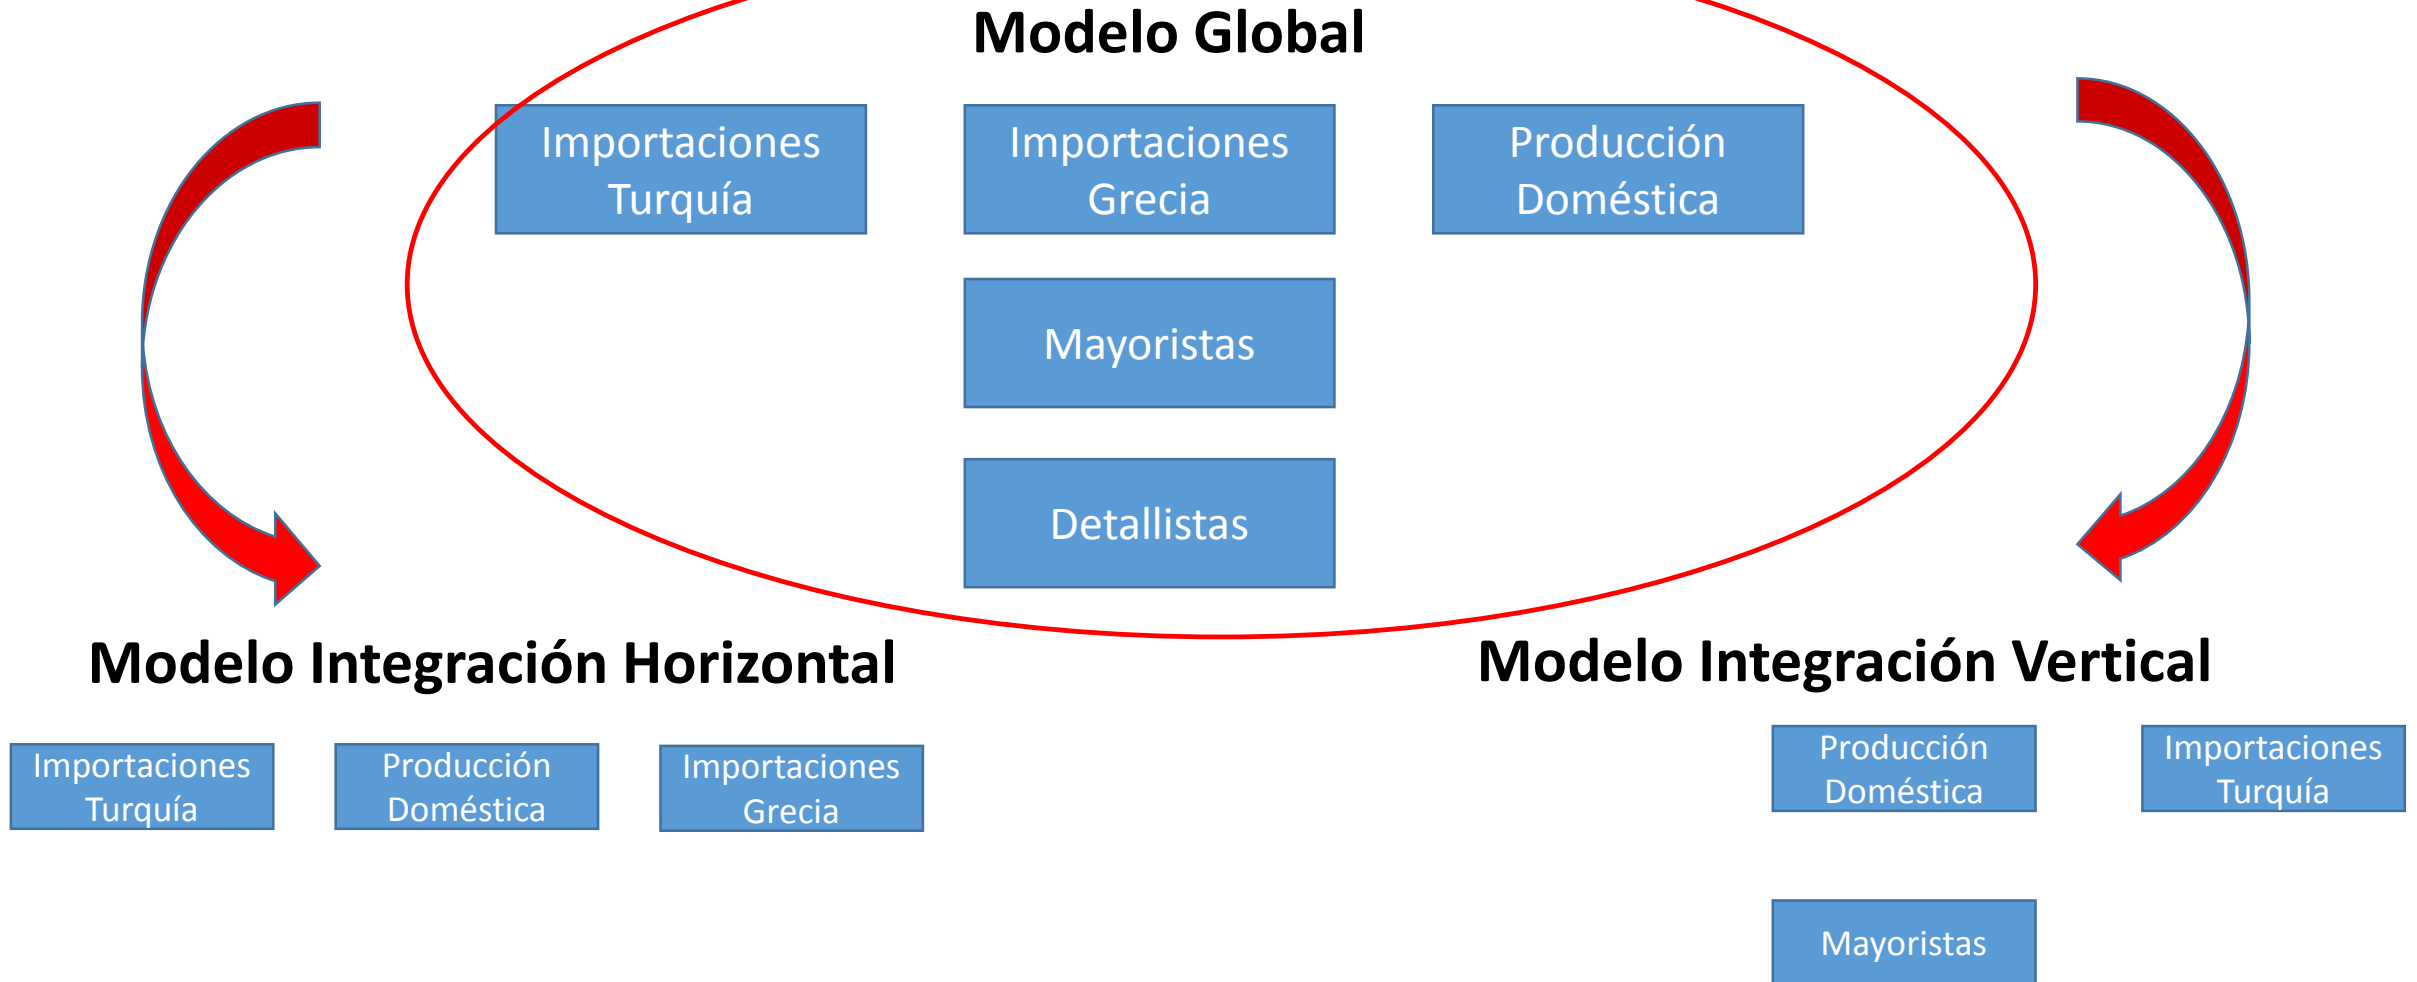 Modelo Global
Importaciones
Turquía
Importaciones
Grecia
Producción
Doméstica
Mayoristas
Detallistas
Modelo Integración Horizontal
Importaciones
Turquía
Producción
Doméstica
Importaciones
Grecia
Modelo Integración Vertical
Producción
Doméstica
Importaciones
Turquía
Mayoristas